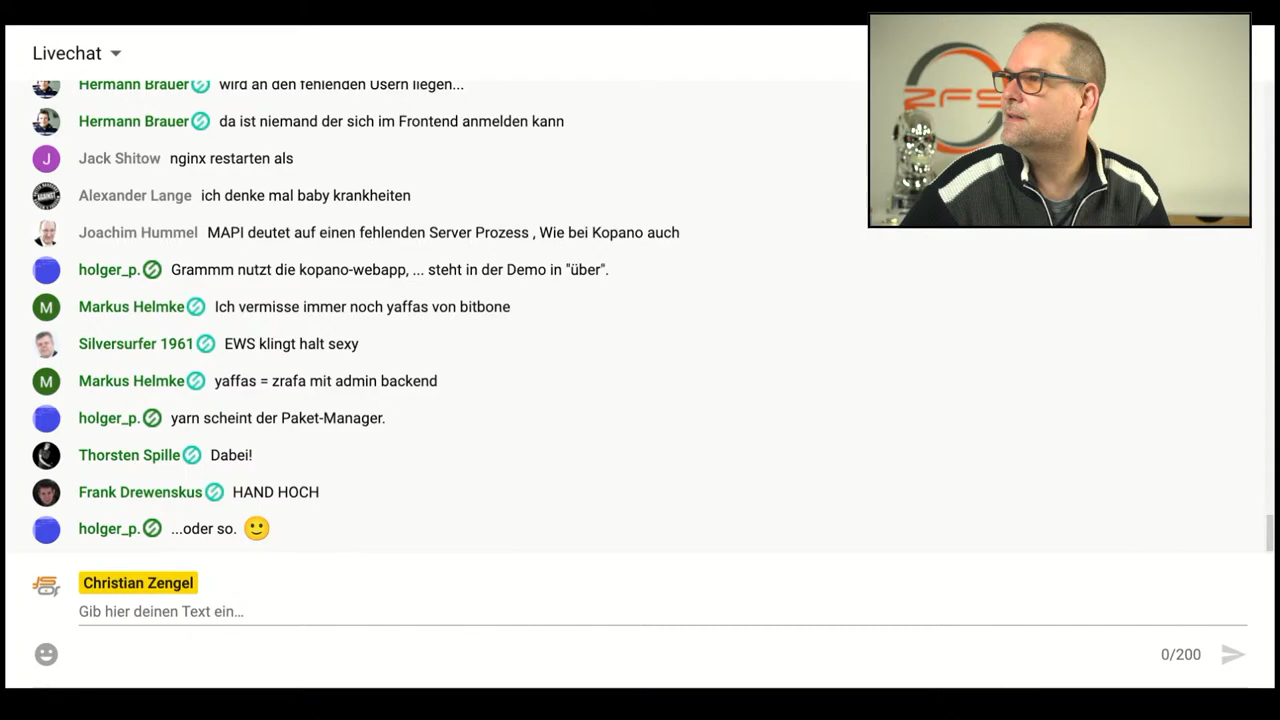 Livechat
Hermann Brauer wird an den fehlenden Usern liegen...
Hermann Brauer da ist niemand der sich im Frontend anmelden kann
J Jack Shitow nginx restarten als
Alexander Lange ich denke mal baby krankheiten
Joachim Hummel MAPI deutet auf einen fehlenden Server Prozess , Wie bei Kopano auch
holger_p. Grammm nutzt die kopano-webapp, ... steht in der Demo in "über".
M Markus Helmke Ich vermisse immer noch yaffas von bitbone
Silversurfer 1961 EWS klingt halt sexy
M Markus Helmke yaffas = zrafa mit admin backend
holger_p. yarn scheint der Paket-Manager.
Thorsten Spille Dabei!
Frank Drewenskus HAND HOCH
holger_p. ...oder so.
Christian Zengel
Gib hier deinen Text ein...
0/200
ZFS